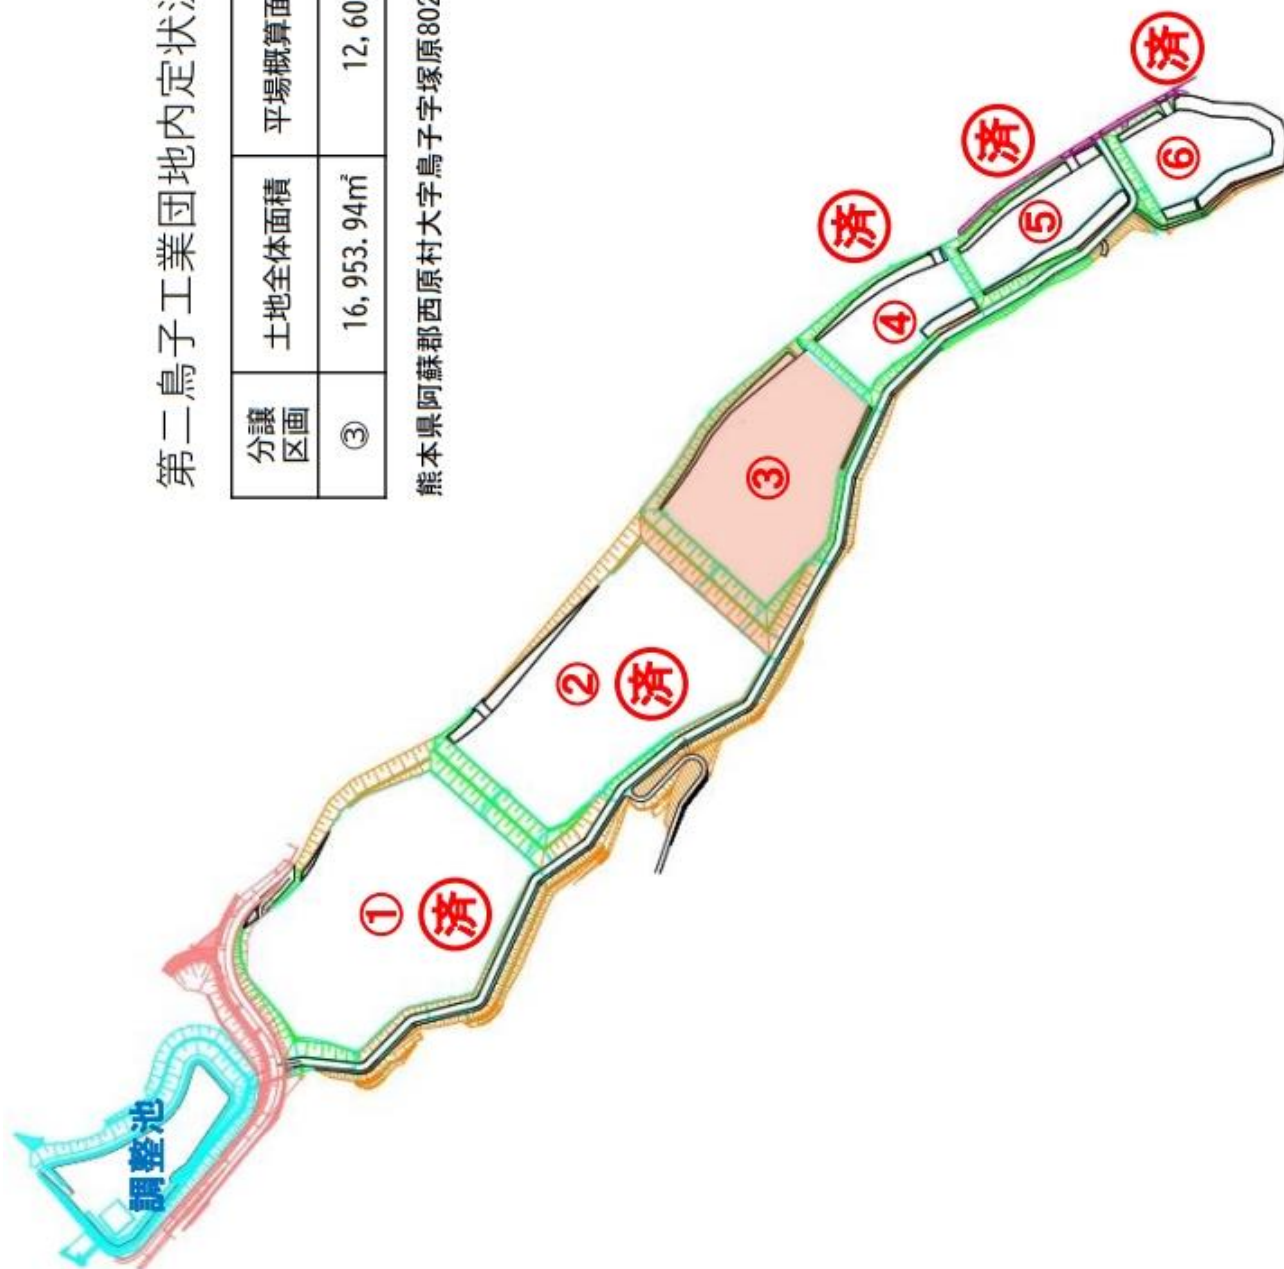 第二鳥子工業団地内定状況
分譲区画 土地全体面積 平場概算面
③ 16,953.94㎡ 12,60
熊本県阿蘇郡西原村大字鳥子字塚原802
調整池
①
済
②
済
③
④
済
⑤
済
⑥
済